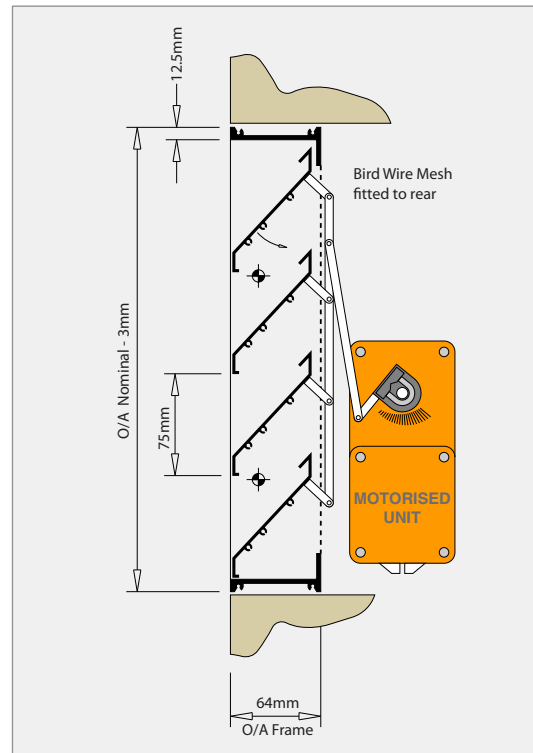 12.5mm
Bird Wire Mesh
fitted to rear
O/A Nominal - 3mm
75mm
MOTORISED
UNIT
64mm
O/A Frame